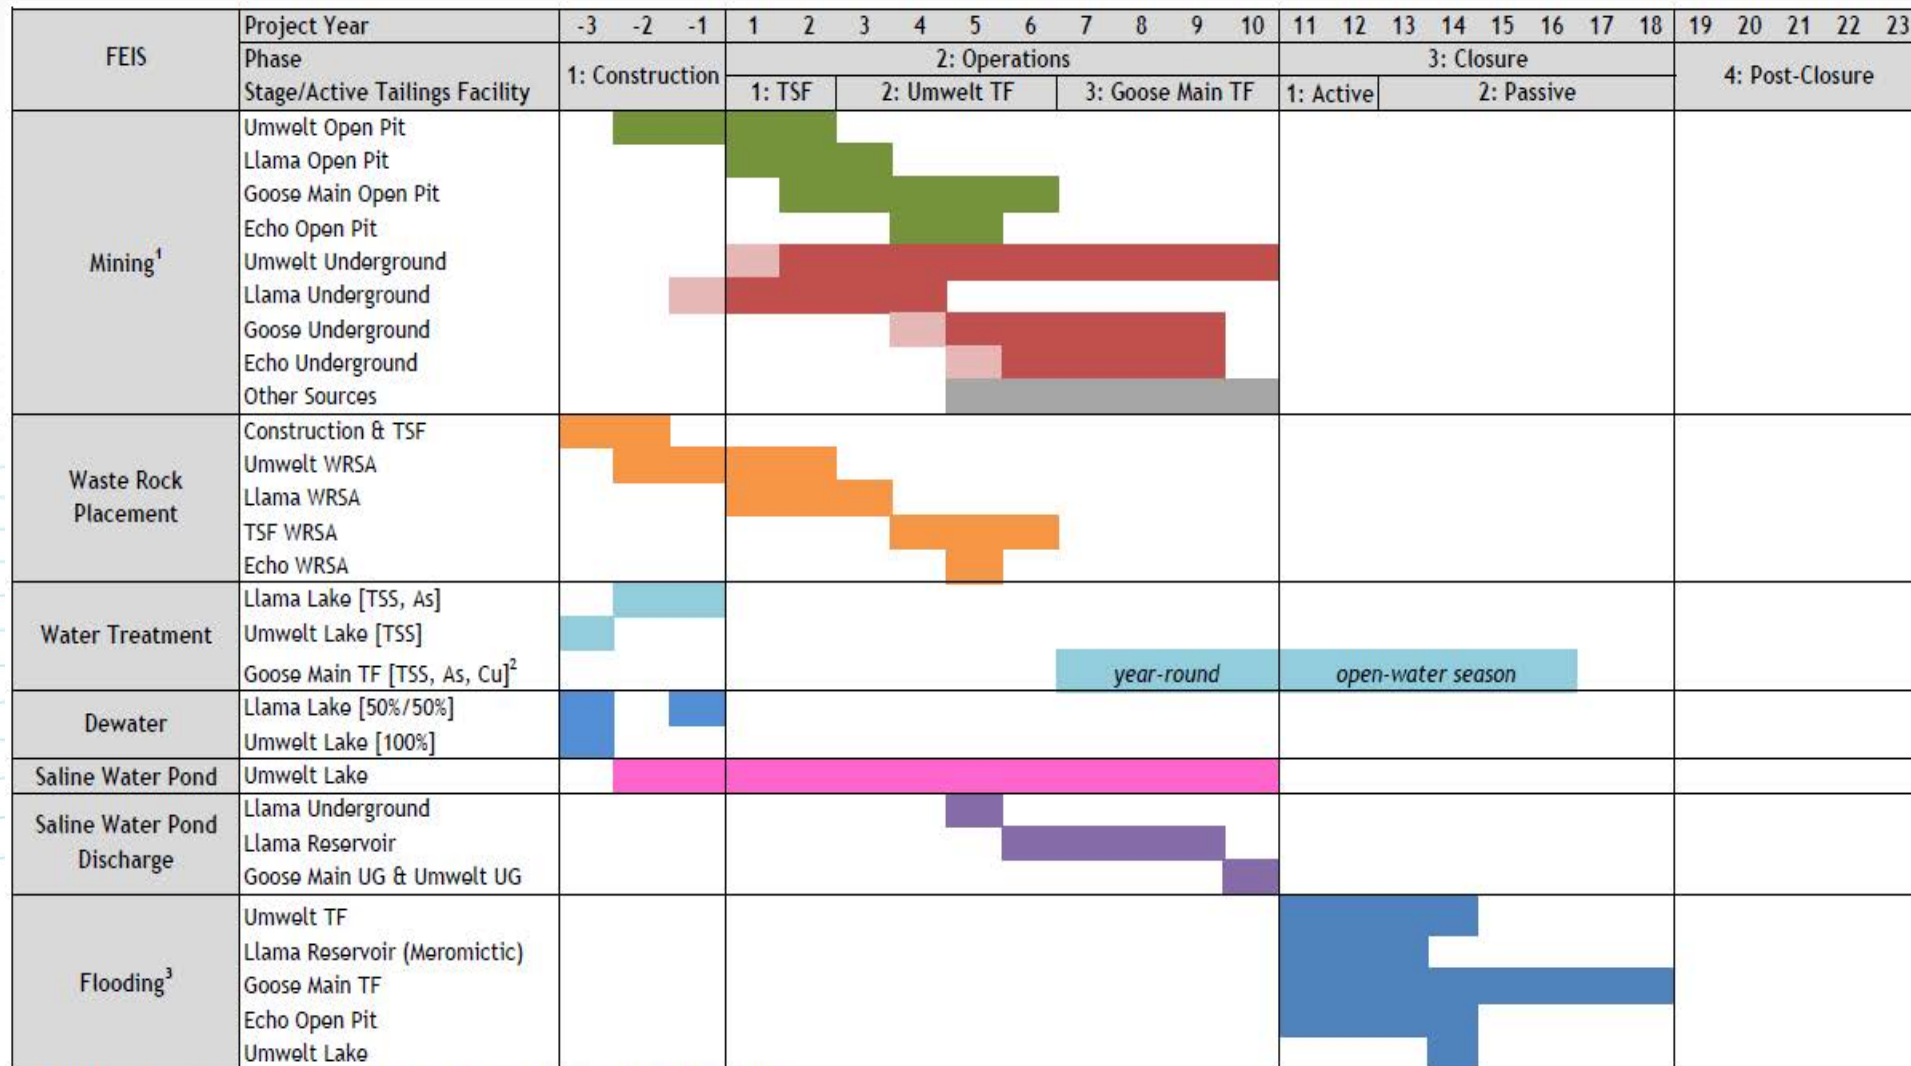 FEIS
Project Year -3 -2 -1 1 2 3 4 5 6 7 8 9 10 11 12 13 14 15 16 17 18 19 20 21 22 23
Phase
Stage/Active Tailings Facility
1: Construction
2: Operations
3: Closure
4: Post-Closure
1: TSF 2: Umwelt TF 3: Goose Main TF 1: Active 2: Passive
Mining¹
Umwelt Open Pit
Llama Open Pit
Goose Main Open Pit
Echo Open Pit
Umwelt Underground
Llama Underground
Goose Underground
Echo Underground
Other Sources
Waste Rock
Placement
Construction & TSF
Umwelt WRSA
Llama WRSA
TSF WRSA
Echo WRSA
Water Treatment
Llama Lake [TSS, As]
Umwelt Lake [TSS]
Goose Main TF [TSS, As, Cu]² year-round open-water season
Dewater
Llama Lake [50%/50%]
Umwelt Lake [100%]
Saline Water Pond Umwelt Lake
Saline Water Pond
Discharge
Llama Underground
Llama Reservoir
Goose Main UG & Umwelt UG
Flooding³
Umwelt TF
Llama Reservoir (Meromictic)
Goose Main TF
Echo Open Pit
Umwelt Lake